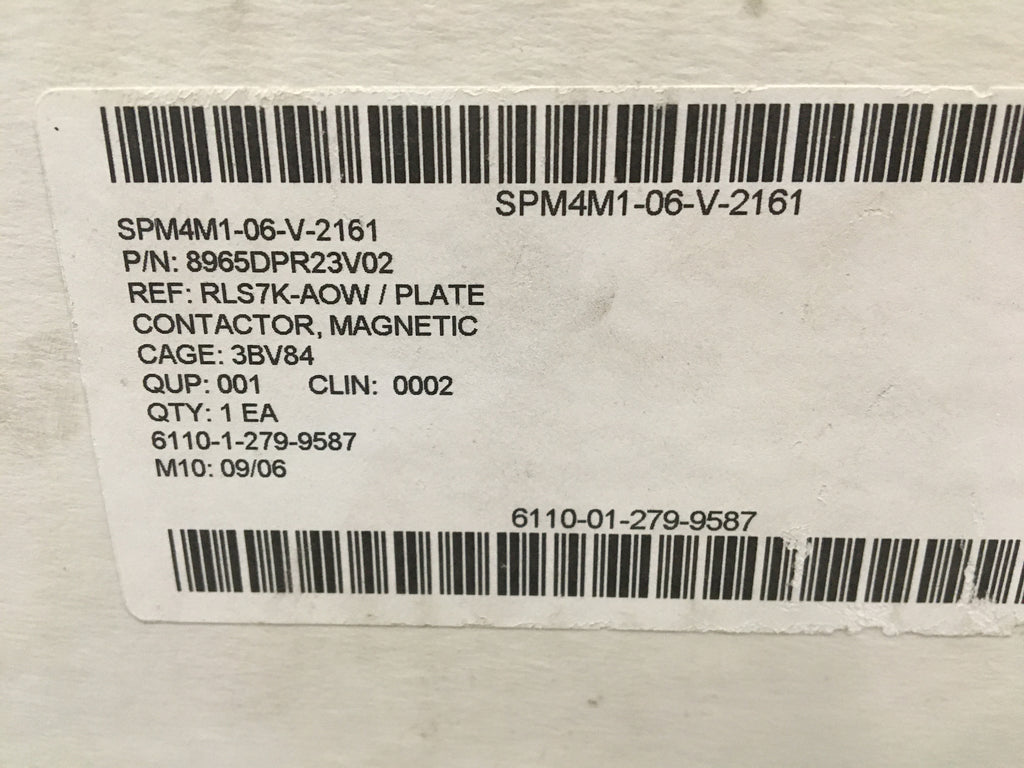 SPM4M1-06-V-2161
SPM4M1-06-V-2161
P/N: 8965DPR23V02
REF: RLS7K-AOW / PLATE
CONTACTOR, MAGNETIC
CAGE: 3BV84
QUP: 001 CLIN: 0002
QTY: 1 EA
6110-1-279-9587
M10: 09/06
6110-01-279-9587